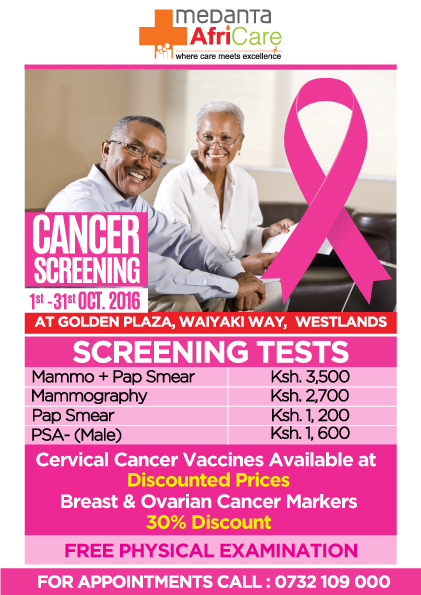 medanta
AfriCare
where care meets excellence
CANCER
SCREENING
1st -31st OCT. 2016
AT GOLDEN PLAZA, WAIYAKI WAY, WESTLANDS
SCREENING TESTS
Mammo + Pap Smear Ksh. 3,500
Mammography Ksh. 2,700
Pap Smear Ksh. 1, 200
PSA- (Male) Ksh. 1, 600
Cervical Cancer Vaccines Available at
Discounted Prices
Breast & Ovarian Cancer Markers
30% Discount
FREE PHYSICAL EXAMINATION
FOR APPOINTMENTS CALL : 0732 109 000